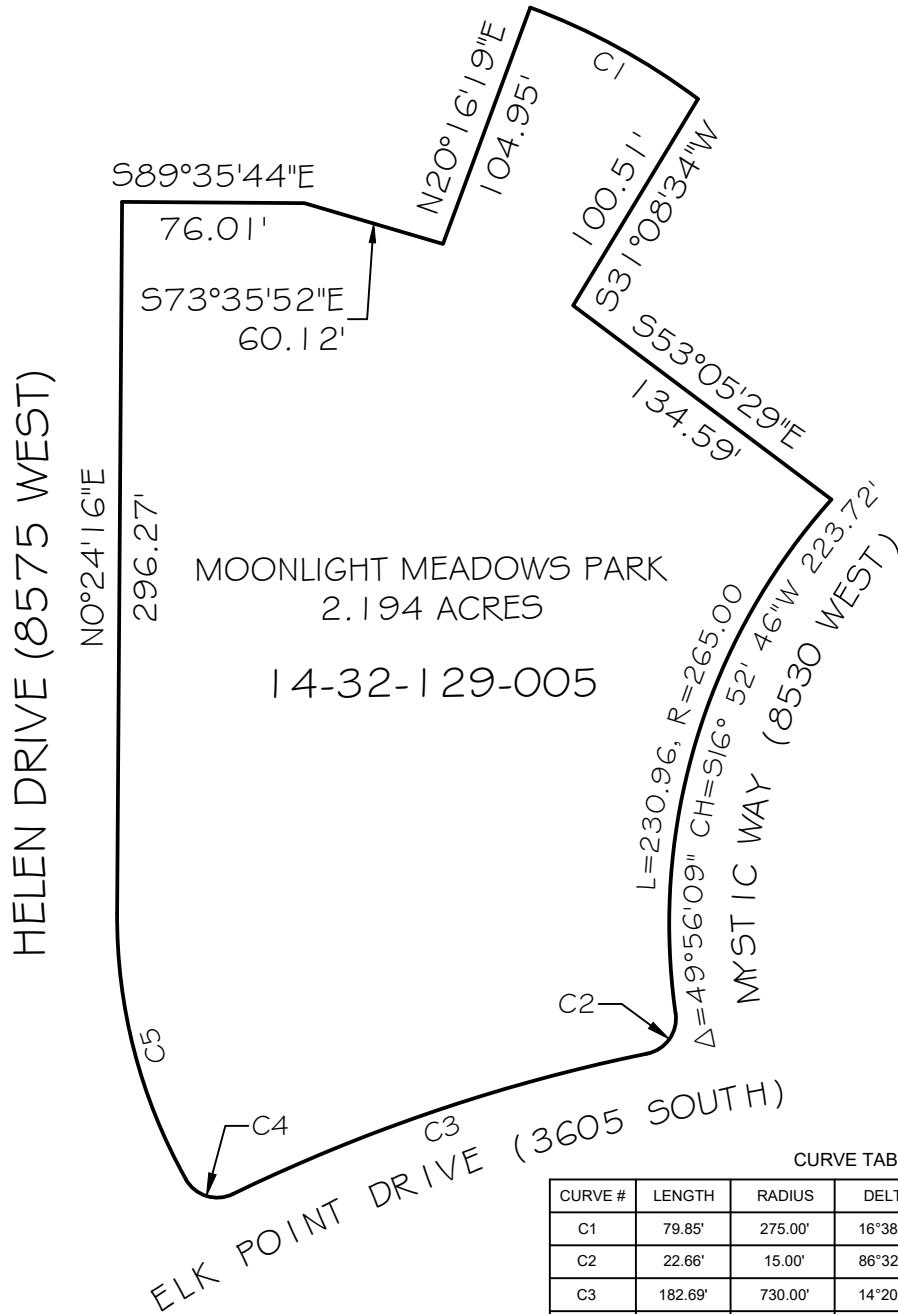 C1
N20°16'19"E
104.95'
100.51'
S31°08'34"W
S89°35'44"E
76.01'
S73°35'52"E
60.12'
S53°05'29"E
134.59'
HELEN DRIVE (8575 WEST)
N0°24'16"E
296.27'
MOONLIGHT MEADOWS PARK
2.194 ACRES
14-32-129-005
L=230.96, R=265.00
Δ=49°56'09" CH=S16° 52' 46"W 223.72'
MYSTIC WAY (8530 WEST)
C2
C5
C4
C3
ELK POINT DRIVE (3605 SOUTH)
CURVE TAB
CURVE # LENGTH RADIUS DELT
C1 79.85' 275.00' 16°38
C2 22.66' 15.00' 86°32
C3 182.69' 730.00' 14°20